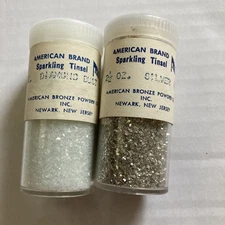 AMERICAN BRAND
Sparkling Tinsel
DIAMOND DUST
AMERICAN BRONZE POWDER
INC.
NEWARK, NEW JERSEY
AMERICAN BRAND
Sparkling Tinsel
OZ. SILVER
AMERICAN BRONZE POWDER
INC.
NEWARK, NEW JERSEY